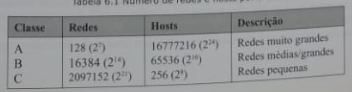 Tabela 6.1 Número de redes e hosts
Classe Redes Hosts Descrição
A 128 (2⁷) 16777216 (2²⁴) Redes muito grandes
B 16384 (2¹⁴) 65536 (2¹⁶) Redes médias/grandes
C 2097152 (2²¹) 256 (2⁸) Redes pequenas